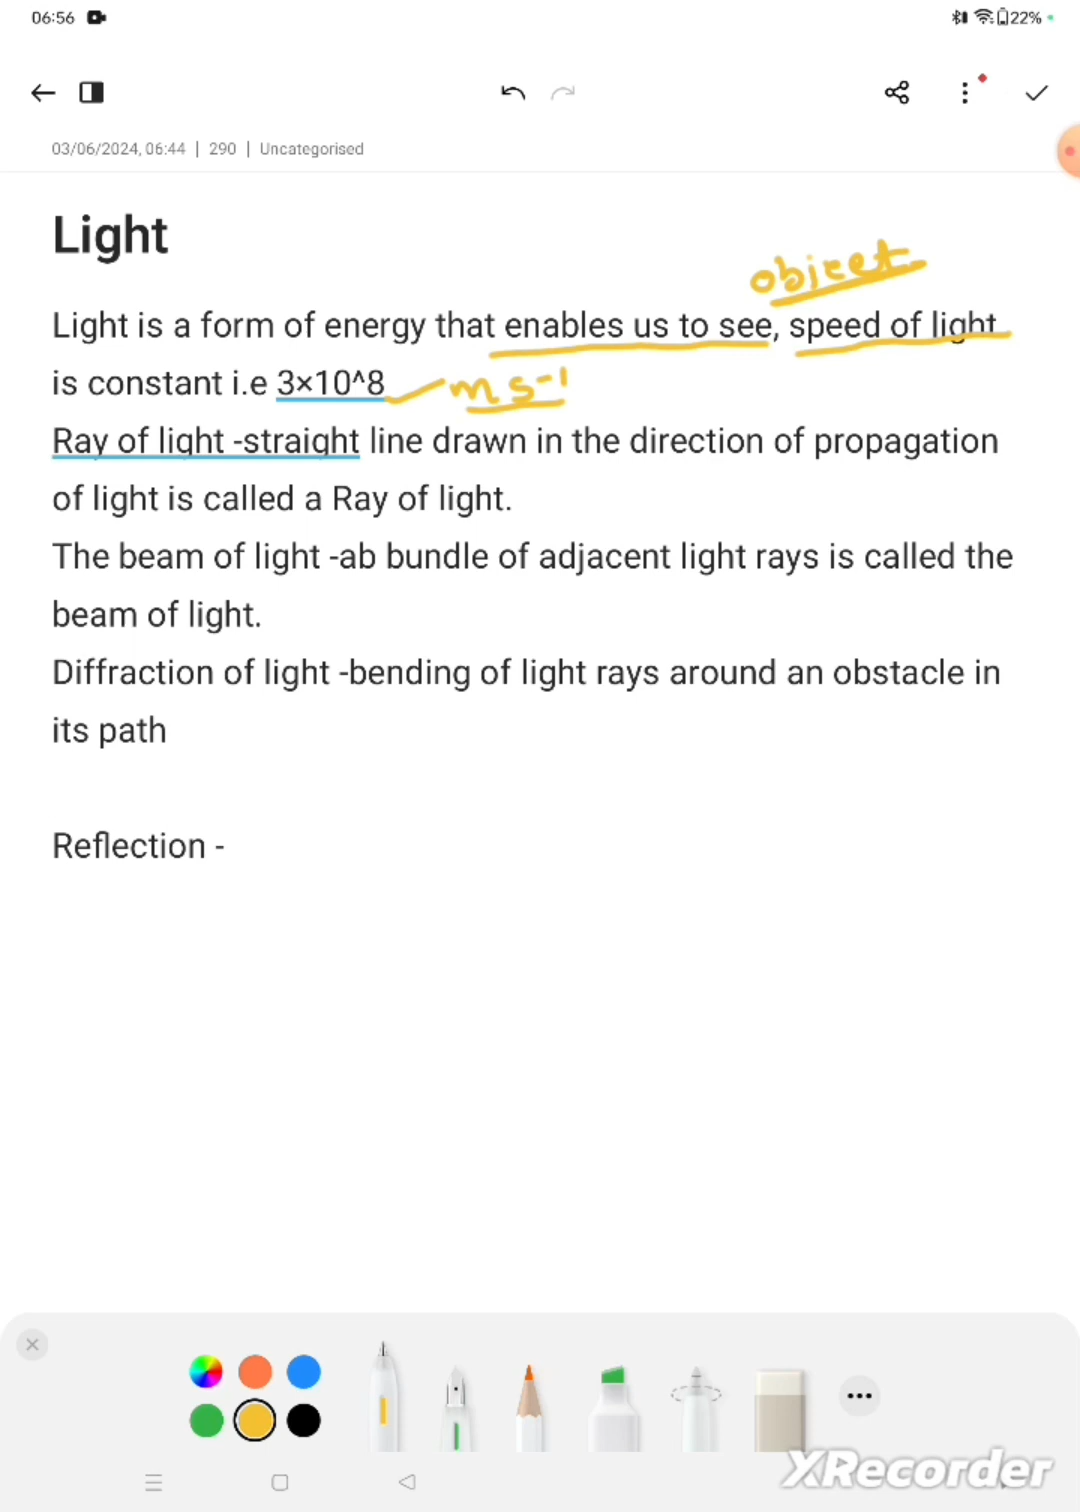 06:56
22%
03/06/2024, 06:44 | 290 | Uncategorised
Light
object
Light is a form of energy that enables us to see, speed of light
is constant i.e 3×10^8 ms-1
Ray of light -straight line drawn in the direction of propagation
of light is called a Ray of light.
The beam of light -ab bundle of adjacent light rays is called the
beam of light.
Diffraction of light -bending of light rays around an obstacle in
its path
Reflection -
XRecorder